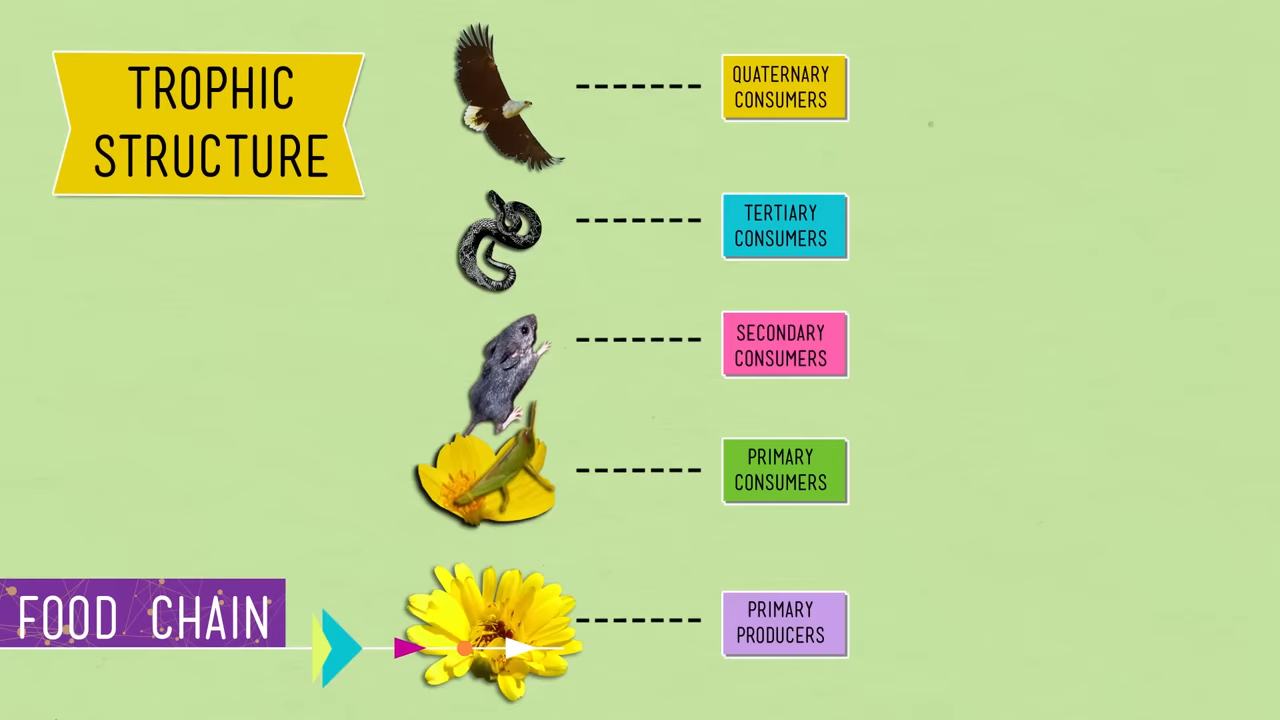 TROPHIC
STRUCTURE
QUATERNARY
CONSUMERS
TERTIARY
CONSUMERS
SECONDARY
CONSUMERS
PRIMARY
CONSUMERS
PRIMARY
PRODUCERS
FOOD CHAIN